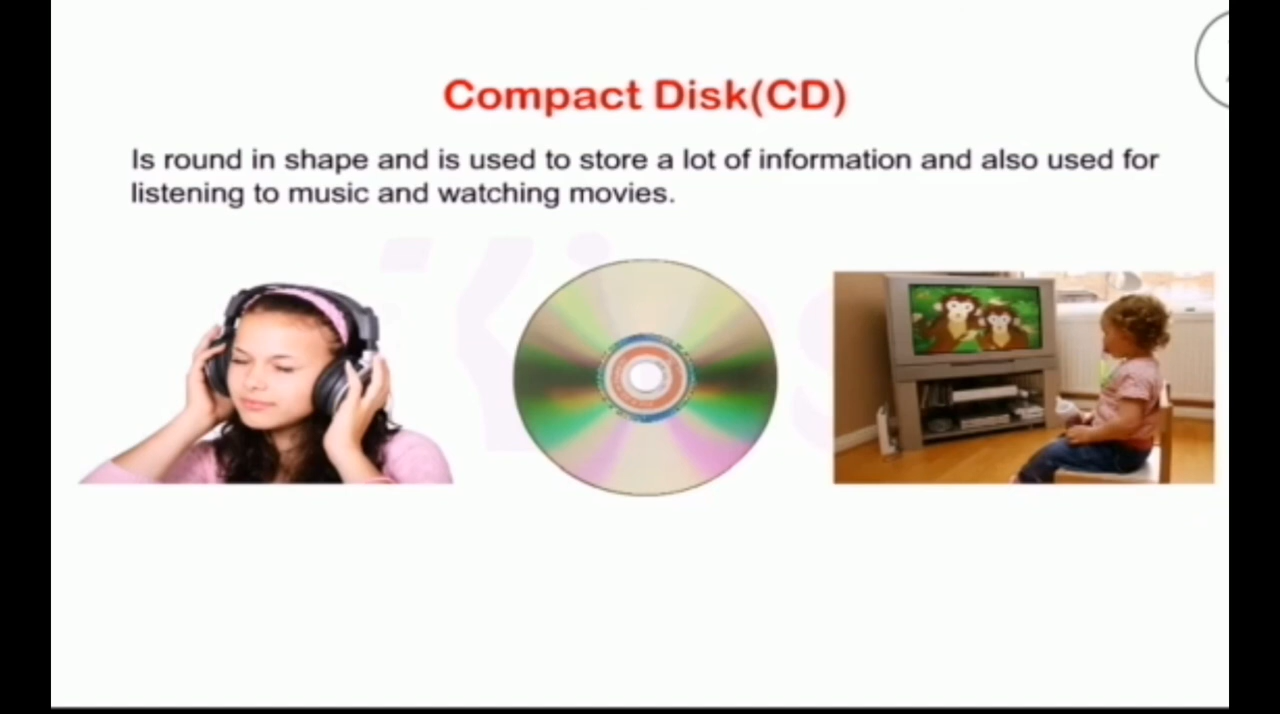 Compact Disk(CD)
Is round in shape and is used to store a lot of information and also used for
listening to music and watching movies.